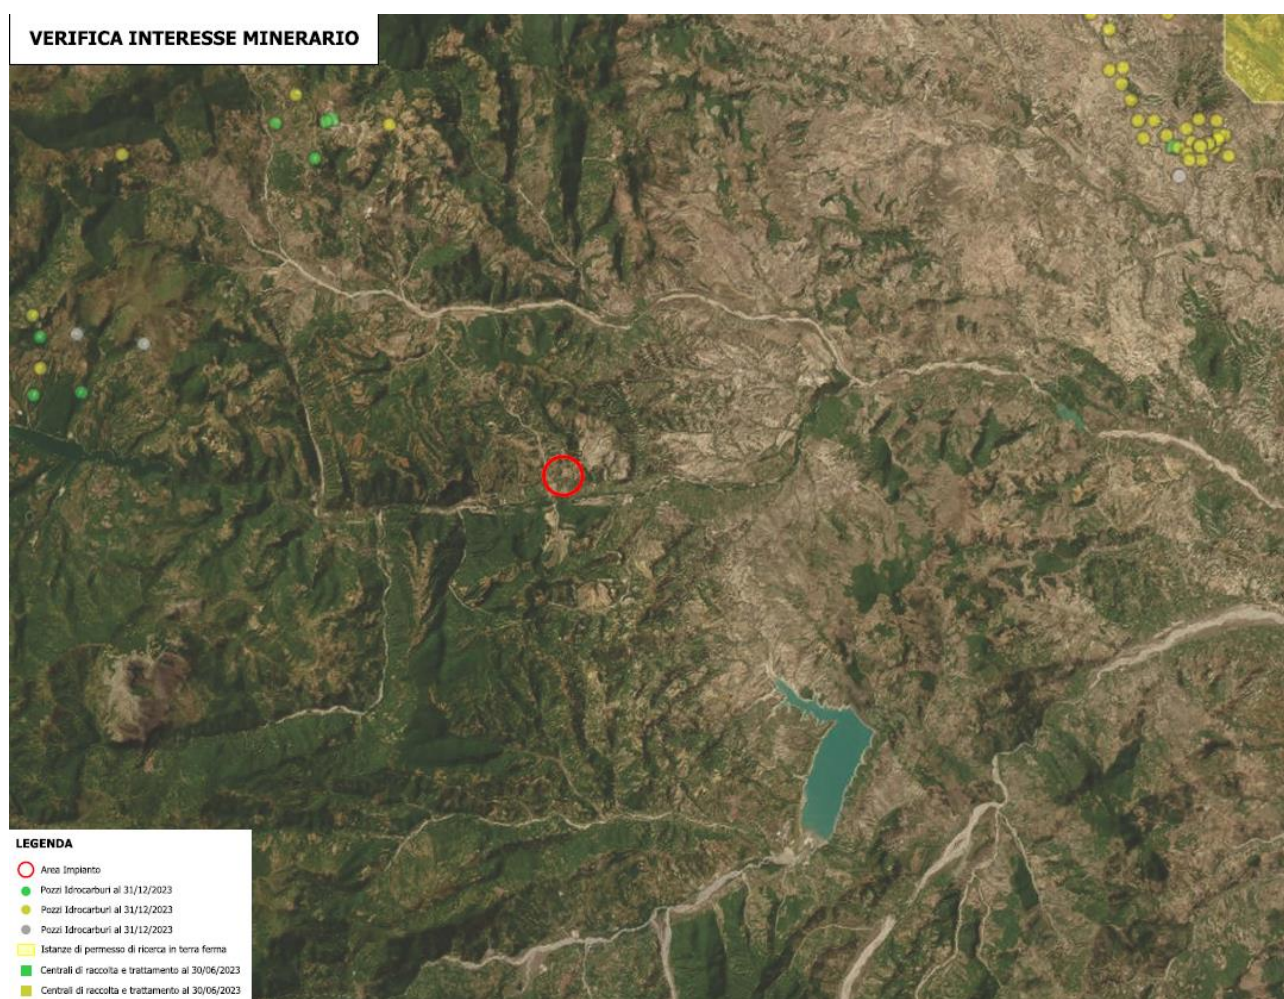 VERIFICA INTERESSE MINERARIO
LEGENDA
Area Impianto
Pozzi Idrocarburi al 31/12/2023
Pozzi Idrocarburi al 31/12/2023
Pozzi Idrocarburi al 31/12/2023
Istanze di permesso di ricerca in terra ferma
Centrali di raccolta e trattamento al 30/06/2023
Centrali di raccolta e trattamento al 30/06/2023